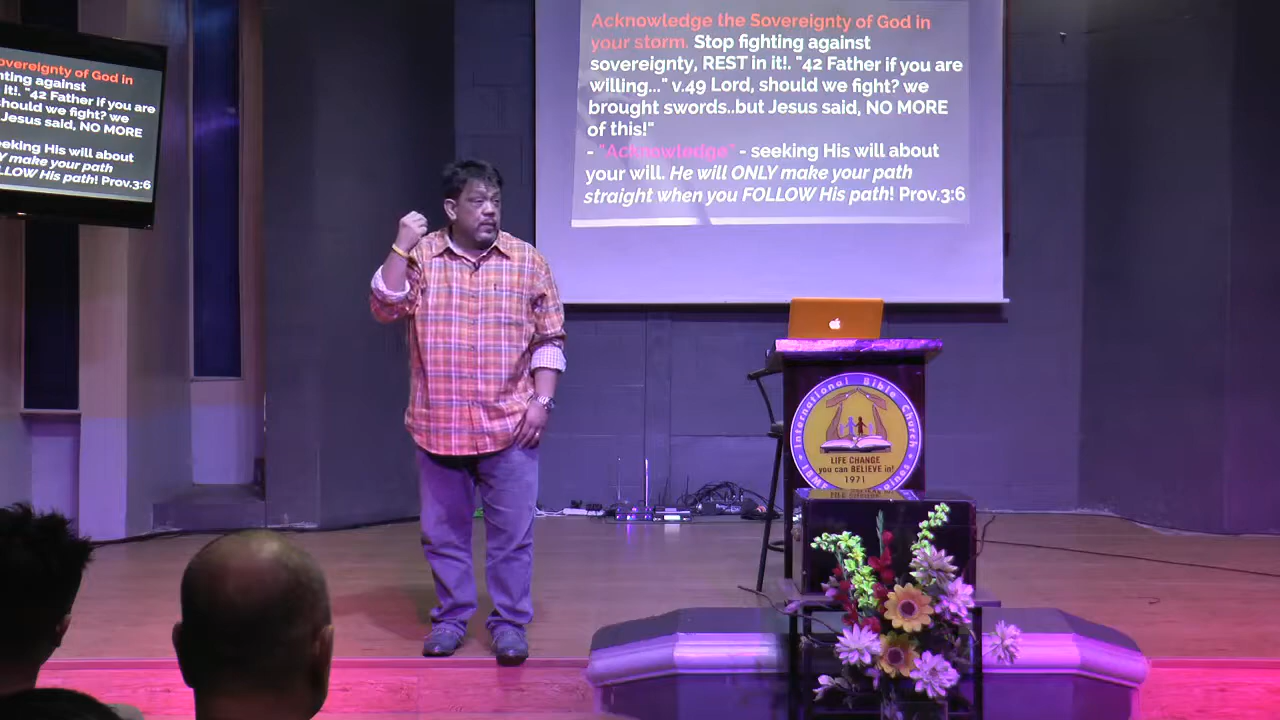 Acknowledge the Sovereignty of God in
your storm. Stop fighting against
sovereignty, REST in it!. "42 Father if you are
willing..." v.49 Lord, should we fight? we
brought swords..but Jesus said, NO MORE
of this!"
- "Acknowledge" - seeking His will about
your will. He will ONLY make your path
straight when you FOLLOW His path! Prov.3:6
overeignty of God in
nting against
it!. "42 Father if you are
should we fight? we
Jesus said, NO MORE
eeking His will about
Y make your path
LLOW His path! Prov.3:6
International Bible Church
LIFE CHANGE
you can BELIEVE in!
1971